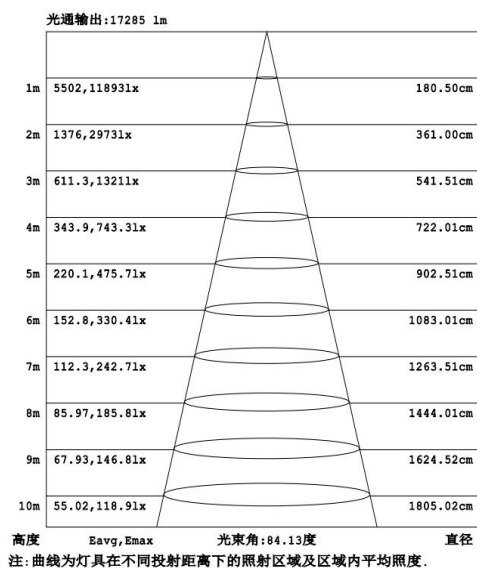 光通输出:17285 lm
1m 5502,11893lx 180.50cm
2m 1376,2973lx 361.00cm
3m 611.3,1321lx 541.51cm
4m 343.9,743.3lx 722.01cm
5m 220.1,475.7lx 902.51cm
6m 152.8,330.4lx 1083.01cm
7m 112.3,242.7lx 1263.51cm
8m 85.97,185.8lx 1444.01cm
9m 67.93,146.8lx 1624.52cm
10m 55.02,118.9lx 1805.02cm
高度 Eavg,Emax 光束角:84.13度 直径
注:曲线为灯具在不同投射距离下的照射区域及区域内平均照度.